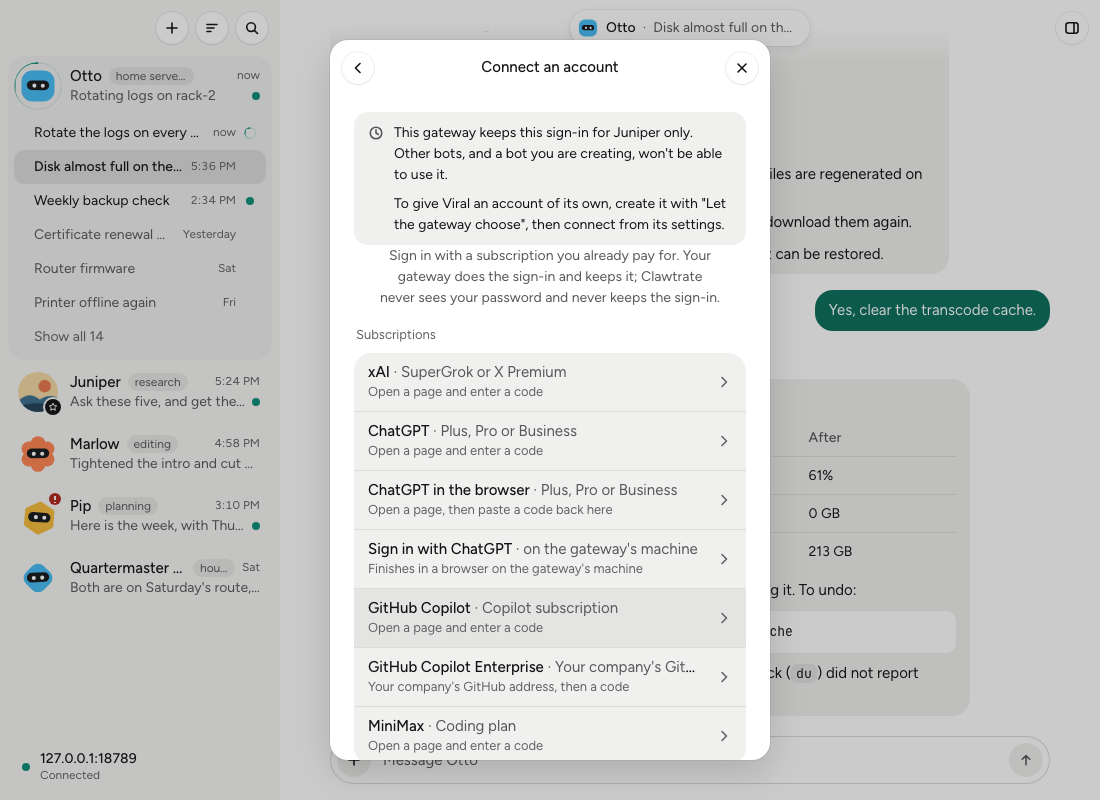 Otto home serve... now
Rotating logs on rack-2
Rotate the logs on every ... now
Disk almost full on the... 5:36 PM
Weekly backup check 2:34 PM
Certificate renewal ... Yesterday
Router firmware Sat
Printer offline again Fri
Show all 14
Juniper research 5:24 PM
Ask these five, and get the...
Marlow editing 4:58 PM
Tightened the intro and cut ...
Pip planning 3:10 PM
Here is the week, with Thu...
Quartermaster ... hou... Sat
Both are on Saturday's route,...
127.0.0.1:18789
Connected
Otto · Disk almost full on th...
Connect an account
This gateway keeps this sign-in for Juniper only.
Other bots, and a bot you are creating, won't be able
to use it.
To give Viral an account of its own, create it with "Let
the gateway choose", then connect from its settings.
Sign in with a subscription you already pay for. Your
gateway does the sign-in and keeps it; Clawtrate
never sees your password and never keeps the sign-in.
Subscriptions
xAI · SuperGrok or X Premium
Open a page and enter a code
ChatGPT · Plus, Pro or Business
Open a page and enter a code
ChatGPT in the browser · Plus, Pro or Business
Open a page, then paste a code back here
Sign in with ChatGPT · on the gateway's machine
Finishes in a browser on the gateway's machine
GitHub Copilot · Copilot subscription
Open a page and enter a code
GitHub Copilot Enterprise · Your company's Git...
Your company's GitHub address, then a code
MiniMax · Coding plan
Open a page and enter a code
iles are regenerated on
download them again.
can be restored.
Yes, clear the transcode cache.
After
61%
0 GB
213 GB
g it. To undo:
che
ck ( du ) did not report
Message Otto